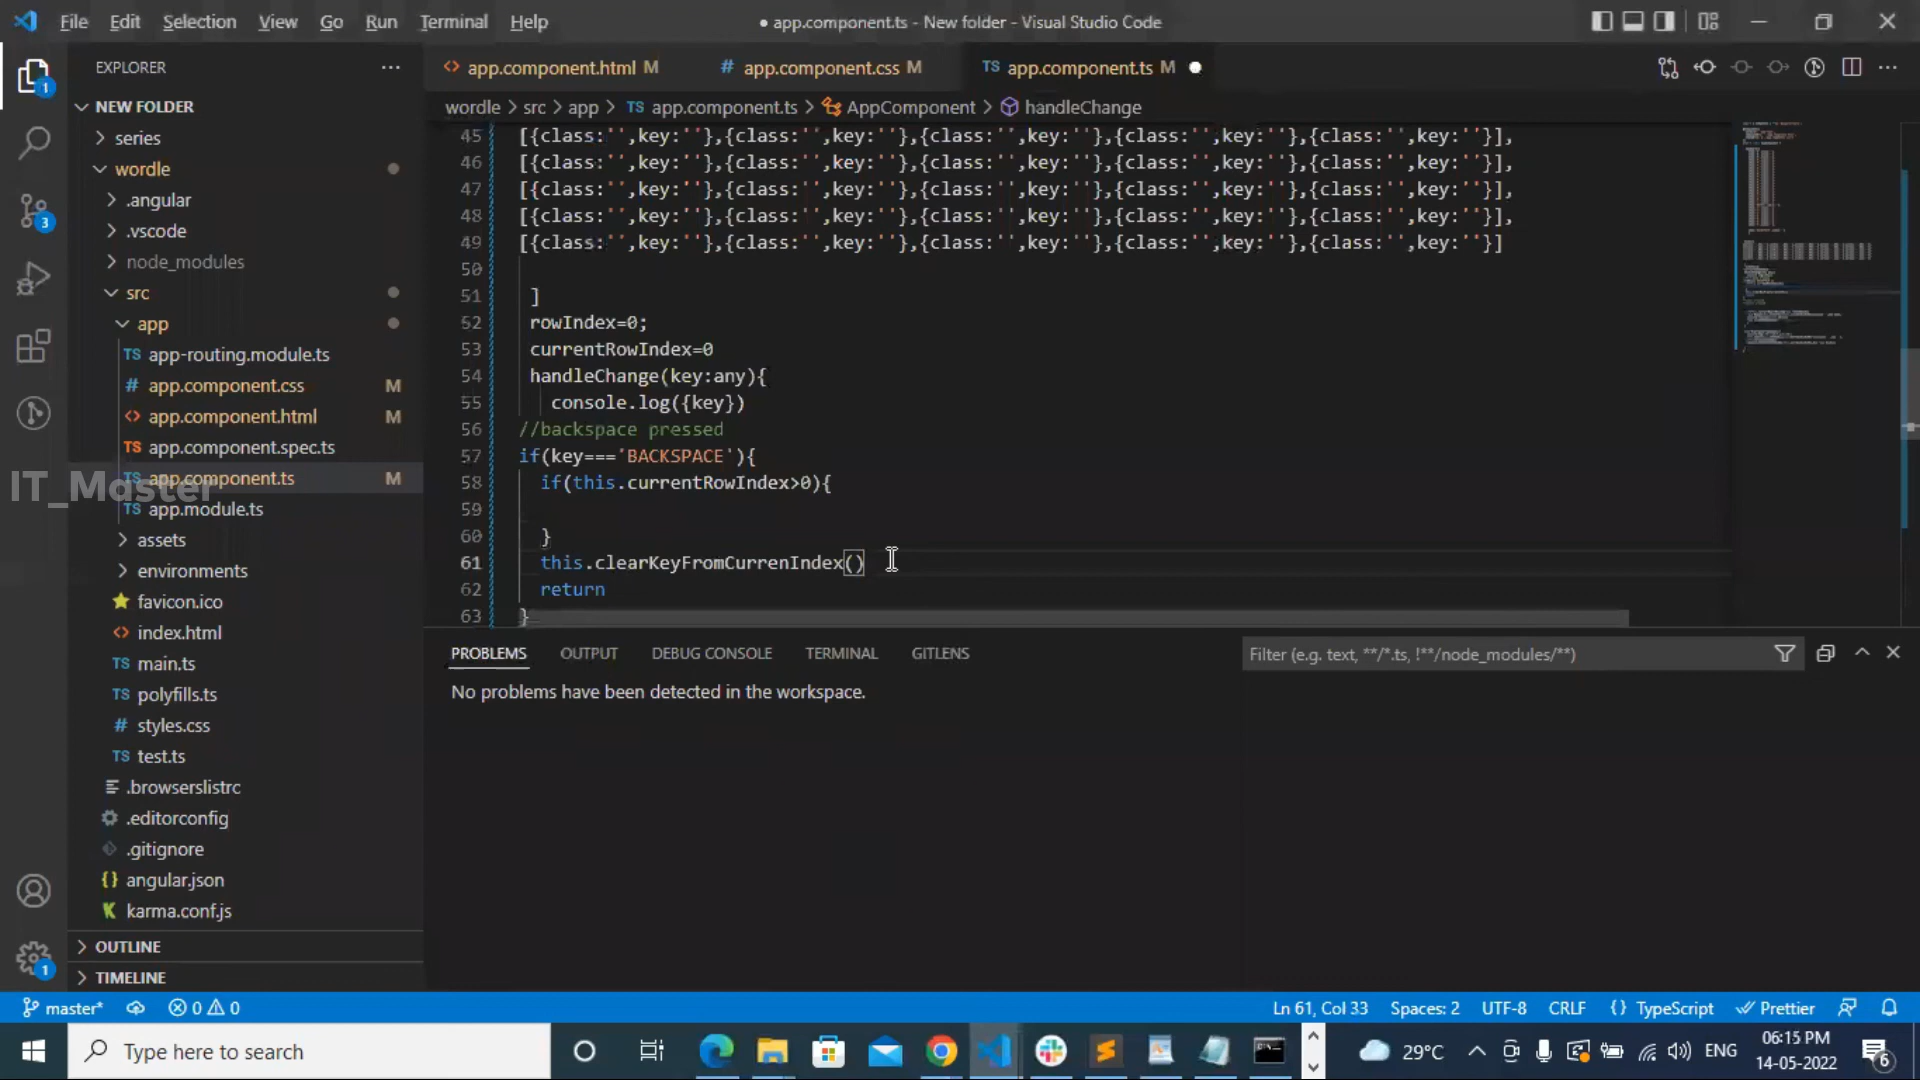 File Edit Selection View Go Run Terminal Help
● app.component.ts - New folder - Visual Studio Code
EXPLORER
NEW FOLDER
series
wordle
.angular
.vscode
node_modules
src
app
TS app-routing.module.ts
# app.component.css M
<> app.component.html M
TS app.component.spec.ts
TS app.component.ts M
TS app.module.ts
assets
environments
favicon.ico
<> index.html
TS main.ts
TS polyfills.ts
# styles.css
TS test.ts
.browserslistrc
.editorconfig
.gitignore
{} angular.json
karma.conf.js
OUTLINE
TIMELINE
IT_Master
1
3
1
<> app.component.html M
# app.component.css M
TS app.component.ts M ●
wordle > src > app > TS app.component.ts > AppComponent > handleChange
45 [{class:'',key:''},{class:'',key:''},{class:'',key:''},{class:'',key:''},{class:'',key:''}],
46 [{class:'',key:''},{class:'',key:''},{class:'',key:''},{class:'',key:''},{class:'',key:''}],
47 [{class:'',key:''},{class:'',key:''},{class:'',key:''},{class:'',key:''},{class:'',key:''}],
48 [{class:'',key:''},{class:'',key:''},{class:'',key:''},{class:'',key:''},{class:'',key:''}],
49 [{class:'',key:''},{class:'',key:''},{class:'',key:''},{class:'',key:''},{class:'',key:''}]
50
51 ]
52 rowIndex=0;
53 currentRowIndex=0
54 handleChange(key:any){
55 console.log({key})
56 //backspace pressed
57 if(key==='BACKSPACE'){
58 if(this.currentRowIndex>0){
59
60 }
61 this.clearKeyFromCurrenIndex()
62 return
63 }
PROBLEMS OUTPUT DEBUG CONSOLE TERMINAL GITLENS
Filter (e.g. text, **/*.ts, !**/node_modules/**)
No problems have been detected in the workspace.
master* 0 0
Ln 61, Col 33 Spaces: 2 UTF-8 CRLF {} TypeScript Prettier
Type here to search
29°C
ENG
06:15 PM
14-05-2022
6